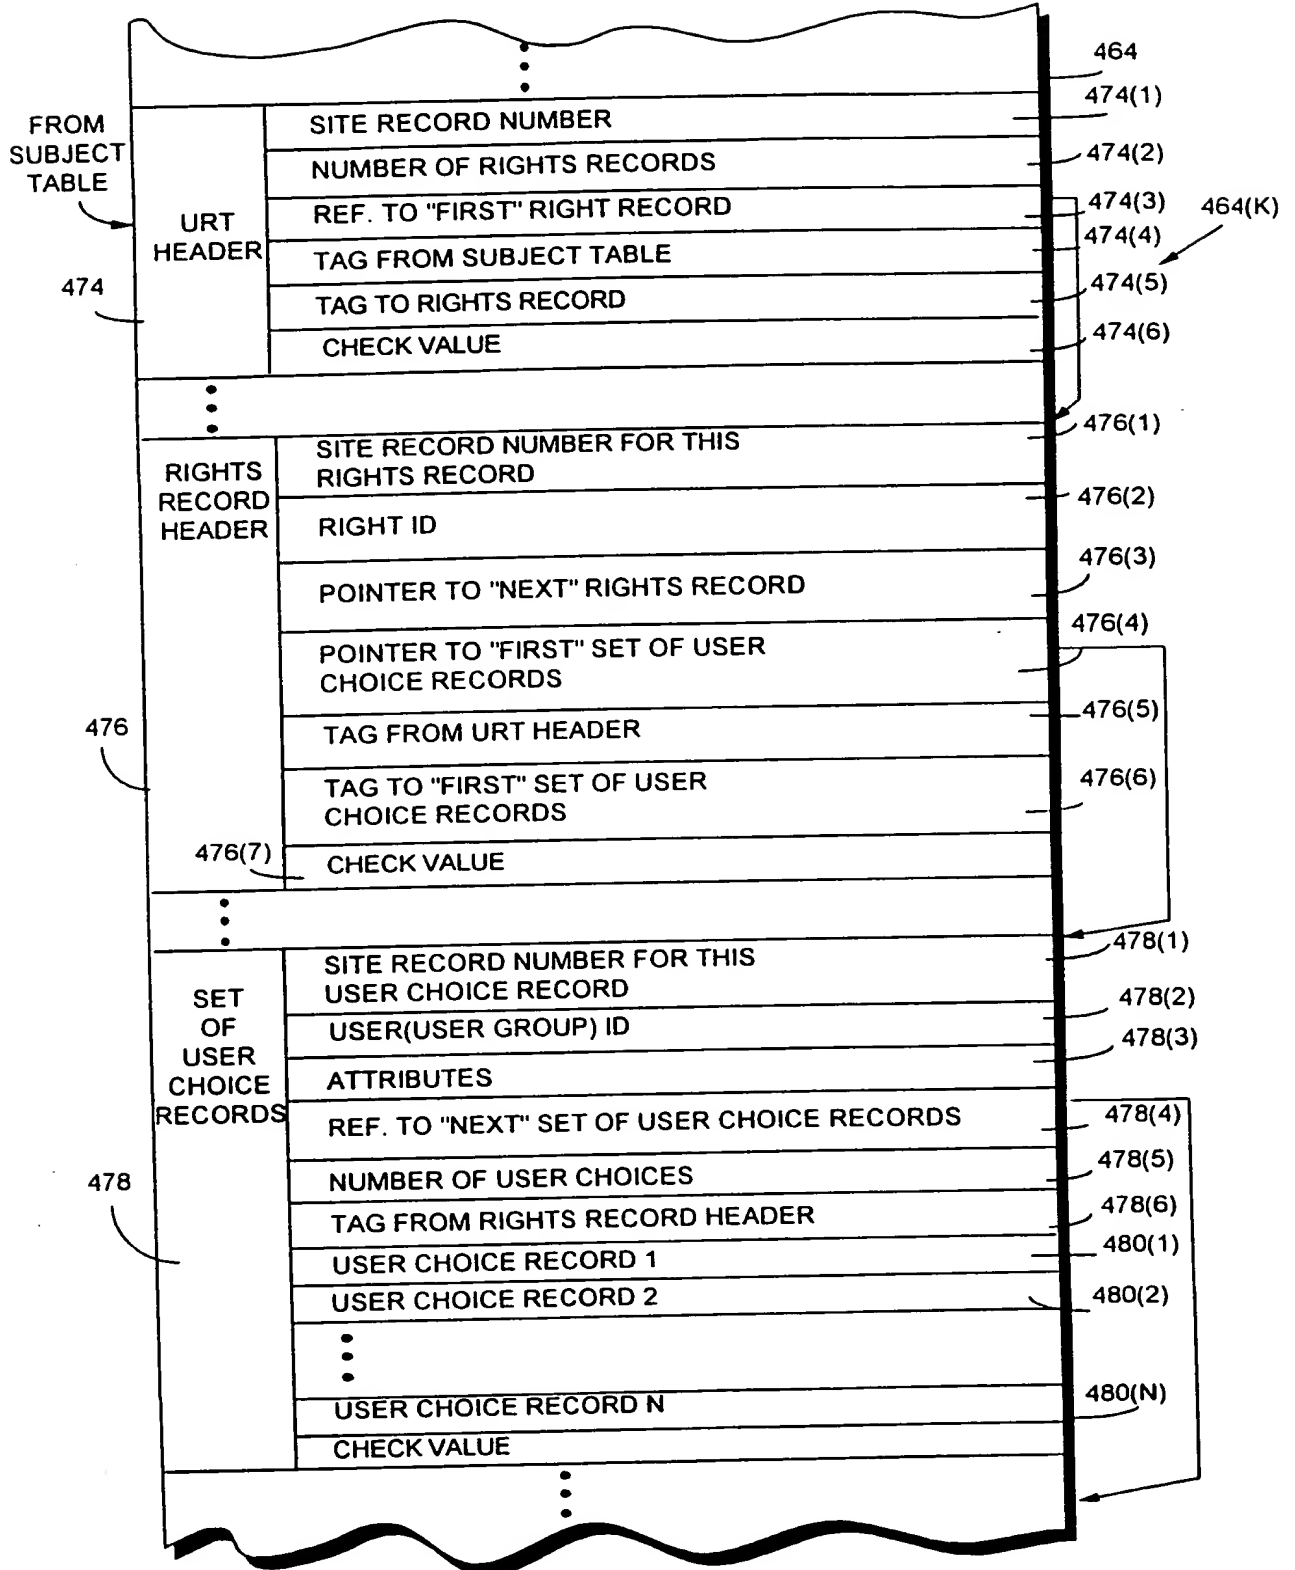 464
FROM
SUBJECT
TABLE
URT
HEADER
474
SITE RECORD NUMBER
474(1)
NUMBER OF RIGHTS RECORDS
474(2)
REF. TO "FIRST" RIGHT RECORD
474(3)
464(K)
TAG FROM SUBJECT TABLE
474(4)
TAG TO RIGHTS RECORD
474(5)
CHECK VALUE
474(6)
RIGHTS
RECORD
HEADER
476
SITE RECORD NUMBER FOR THIS
RIGHTS RECORD
476(1)
RIGHT ID
476(2)
POINTER TO "NEXT" RIGHTS RECORD
476(3)
POINTER TO "FIRST" SET OF USER
CHOICE RECORDS
476(4)
TAG FROM URT HEADER
476(5)
TAG TO "FIRST" SET OF USER
CHOICE RECORDS
476(6)
476(7)
CHECK VALUE
SET
OF
USER
CHOICE
RECORDS
478
SITE RECORD NUMBER FOR THIS
USER CHOICE RECORD
478(1)
USER(USER GROUP) ID
478(2)
ATTRIBUTES
478(3)
REF. TO "NEXT" SET OF USER CHOICE RECORDS
478(4)
NUMBER OF USER CHOICES
478(5)
TAG FROM RIGHTS RECORD HEADER
478(6)
USER CHOICE RECORD 1
480(1)
USER CHOICE RECORD 2
480(2)
USER CHOICE RECORD N
480(N)
CHECK VALUE